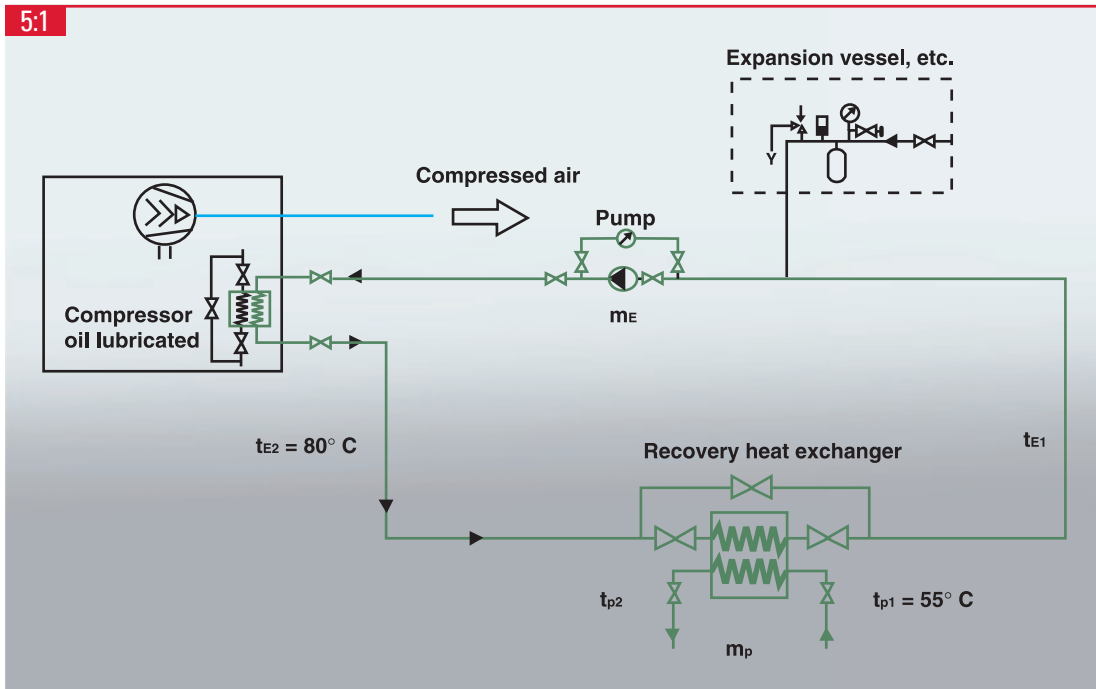 5:1
Expansion vessel, etc.
Y
Compressed air
Pump
Compressor
oil lubricated
mE
tE2 = 80° C
tE1
Recovery heat exchanger
tp2
tp1 = 55° C
mp